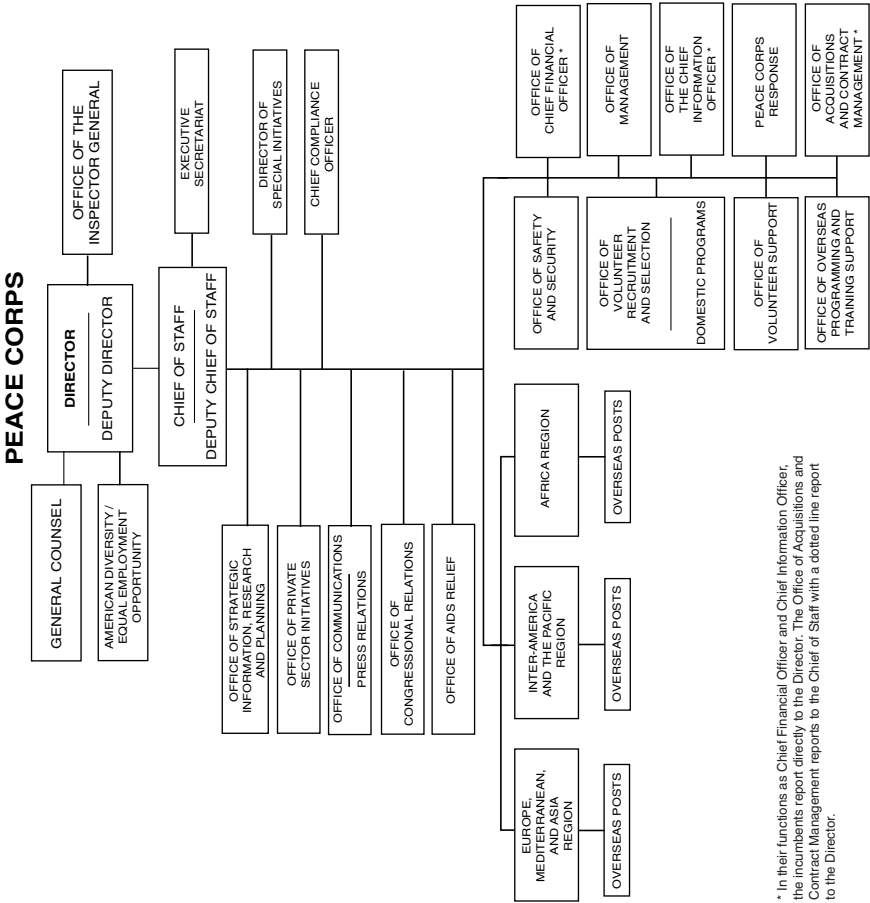 PEACE CORPS
GENERAL COUNSEL
AMERICAN DIVERSITY /
EQUAL EMPLOYMENT
OPPORTUNITY
DIRECTOR
DEPUTY DIRECTOR
OFFICE OF THE
INSPECTOR GENERAL
CHIEF OF STAFF
DEPUTY CHIEF OF STAFF
EXECUTIVE
SECRETARIAT
OFFICE OF STRATEGIC
INFORMATION, RESEARCH
AND PLANNING
DIRECTOR OF
SPECIAL INITIATIVES
OFFICE OF PRIVATE
SECTOR INITIATIVES
CHIEF COMPLIANCE
OFFICER
OFFICE OF COMMUNICATIONS
PRESS RELATIONS
OFFICE OF
CONGRESSIONAL RELATIONS
OFFICE OF AIDS RELIEF
EUROPE,
MEDITERRANEAN,
AND ASIA
REGION
OVERSEAS POSTS
INTER-AMERICA
AND THE PACIFIC
REGION
OVERSEAS POSTS
AFRICA REGION
OVERSEAS POSTS
OFFICE OF SAFETY
AND SECURITY
OFFICE OF
CHIEF FINANCIAL
OFFICER *
OFFICE OF
VOLUNTEER
RECRUITMENT
AND SELECTION
DOMESTIC PROGRAMS
OFFICE OF
MANAGEMENT
OFFICE OF
THE CHIEF
INFORMATION
OFFICER *
OFFICE OF
VOLUNTEER SUPPORT
PEACE CORPS
RESPONSE
OFFICE OF OVERSEAS
PROGRAMMING AND
TRAINING SUPPORT
OFFICE OF
ACQUISITIONS
AND CONTRACT
MANAGEMENT *
* In their functions as Chief Financial Officer and Chief Information Officer,
the incumbents report directly to the Director. The Office of Acquisitions and
Contract Management reports to the Chief of Staff with a dotted line report
to the Director.